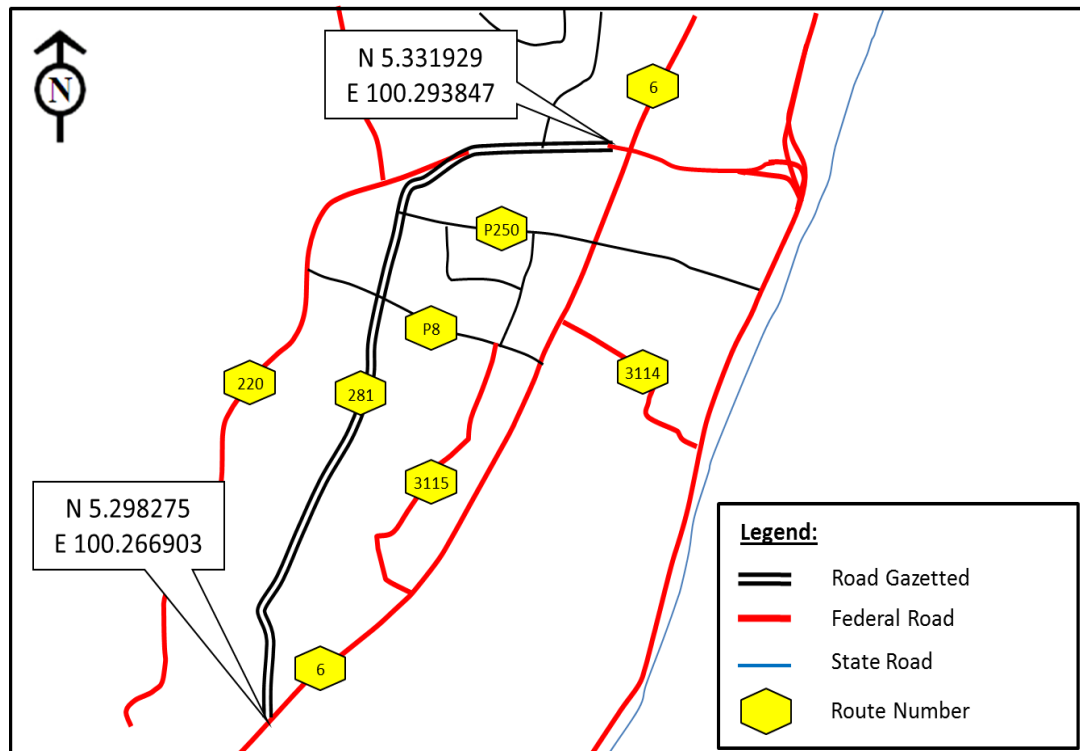 N
N 5.331929
E 100.293847
6
P250
P8
220
281
3114
3115
N 5.298275
E 100.266903
6
Legend:
Road Gazetted
Federal Road
State Road
Route Number